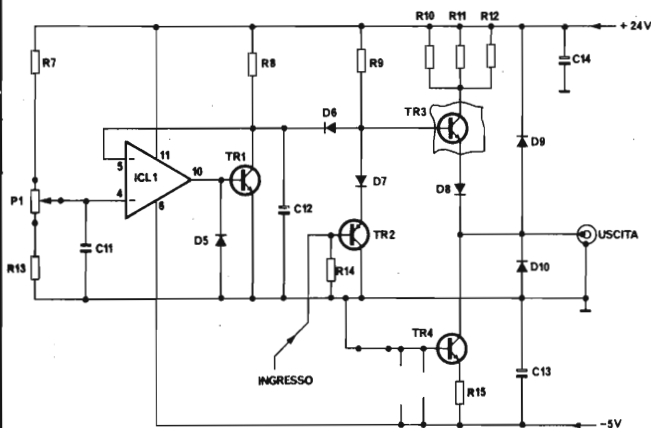 R10 R11 R12
+ 24V
R7
R8
R9
C14
D6
TR3
D9
5
11
ICL1
10
TR1
P1
4
6
D7
D8
C11
D5
C12
TR2
USCITA
R13
R14
D10
TR4
C13
INGRESSO
R15
-5V